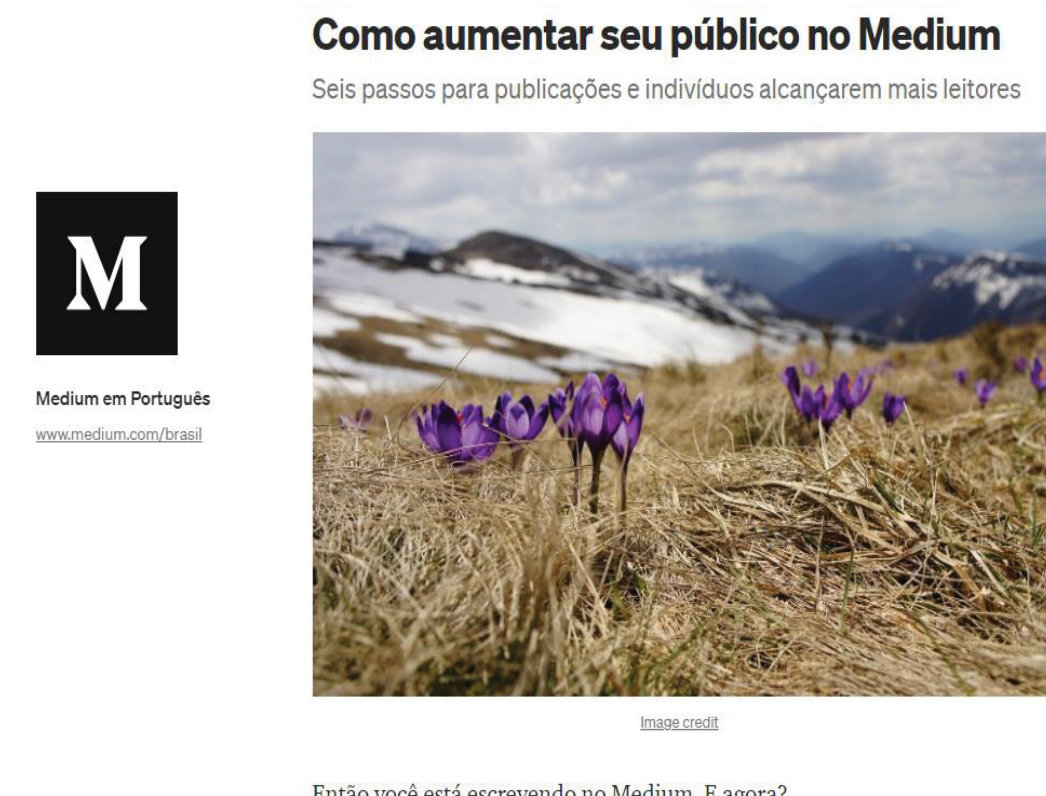 Como aumentar seu público no Medium
Seis passos para publicações e indivíduos alcançarem mais leitores
M
Medium em Português
www.medium.com/brasil
Image credit
Então você está escrevendo no Medium. E agora?